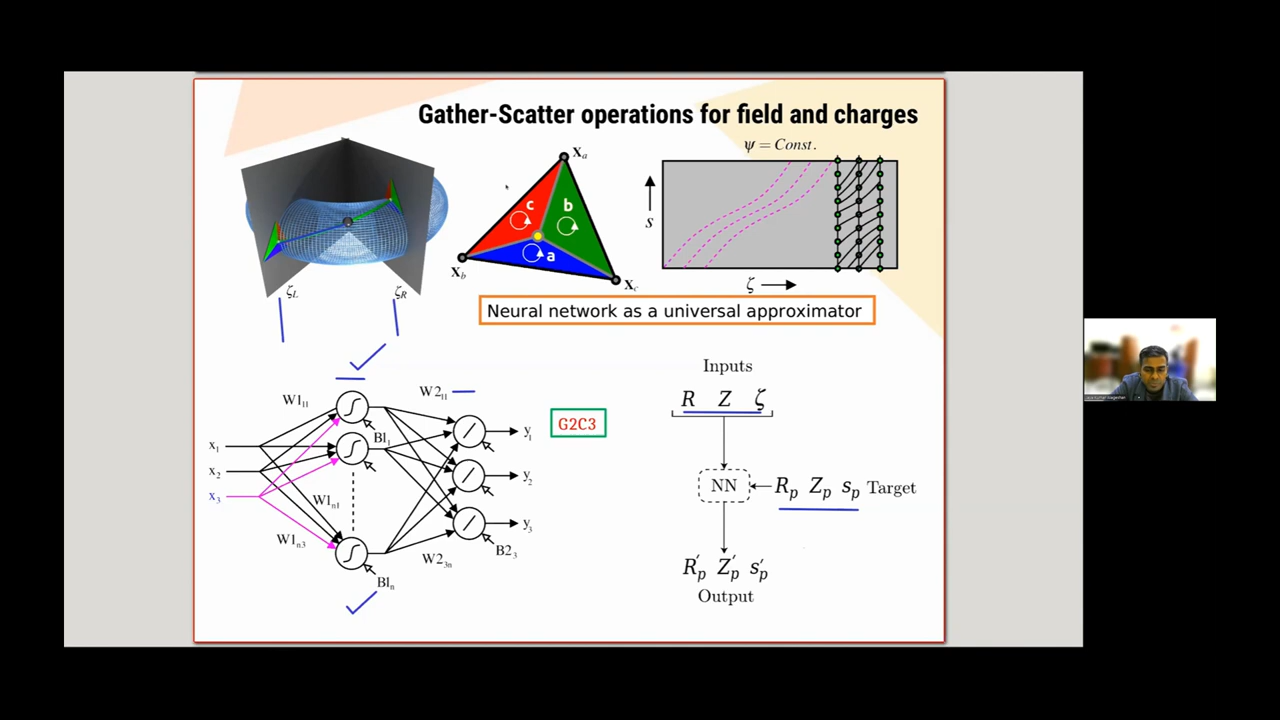 Gather-Scatter operations for field and charges
X_a
c
b
a
X_b
X_c
ψ = Const.
s
ζ
ζ_L
ζ_R
Neural network as a universal approximator
W1_11
W2_11
x_1
x_2
x_3
B1_1
W1_n1
W1_n3
B1_n
W2_3n
B2_3
y_1
y_2
y_3
G2C3
Inputs
R Z ζ
NN
R_p Z_p s_p Target
R'_p Z'_p s'_p
Output